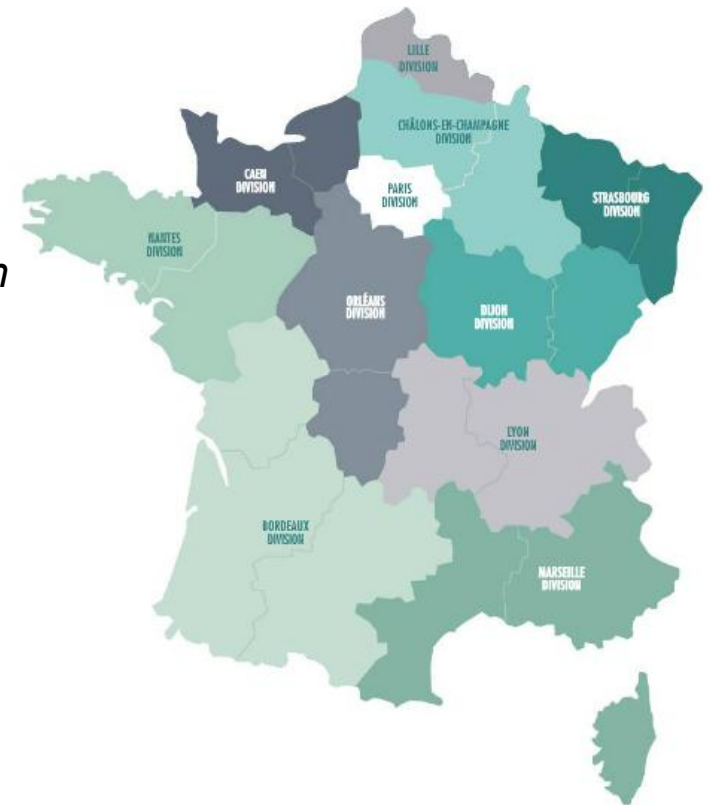 LILLE
DIVISION
CHÂLONS-EN-CHAMPAGNE
DIVISION
CAEN
DIVISION
PARIS
DIVISION
STRASBOURG
DIVISION
NANTES
DIVISION
n
ORLÉANS
DIVISION
DIJON
DIVISION
LYON
DIVISION
BORDEAUX
DIVISION
MARSEILLE
DIVISION